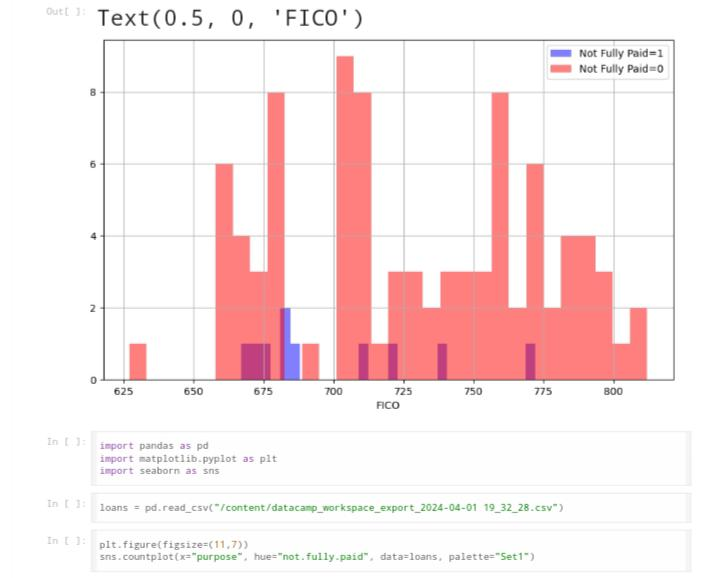 Out[ ]: Text(0.5, 0, 'FICO')
Not Fully Paid=1
Not Fully Paid=0
8
6
4
2
0
625 650 675 700 725 750 775 800
FICO
In [ ]: import pandas as pd
import matplotlib.pyplot as plt
import seaborn as sns
In [ ]: loans = pd.read_csv("/content/datacamp_workspace_export_2024-04-01 19_32_28.csv")
In [ ]: plt.figure(figsize=(11,7))
sns.countplot(x="purpose", hue="not.fully.paid", data=loans, palette="Set1")